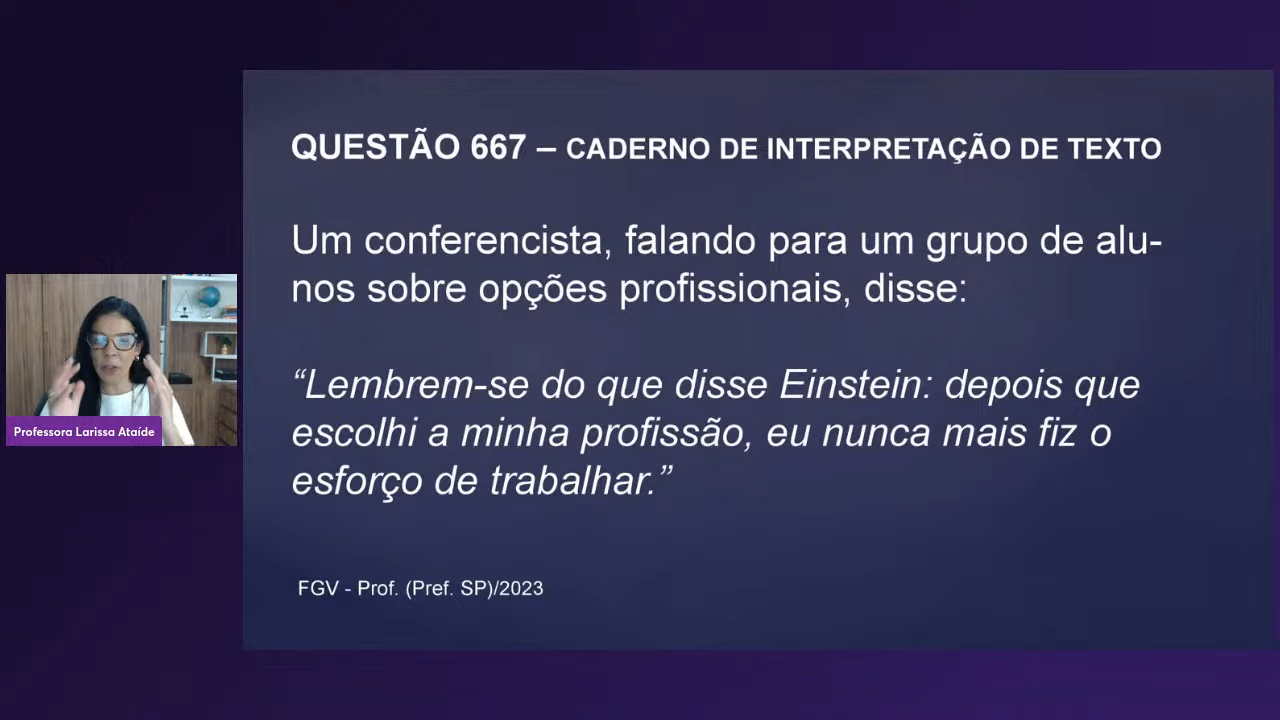 QUESTÃO 667 – CADERNO DE INTERPRETAÇÃO DE TEXTO
Um conferencista, falando para um grupo de alu-
nos sobre opções profissionais, disse:
“Lembrem-se do que disse Einstein: depois que
escolhi a minha profissão, eu nunca mais fiz o
esforço de trabalhar.”
FGV - Prof. (Pref. SP)/2023
Professora Larissa Ataíde